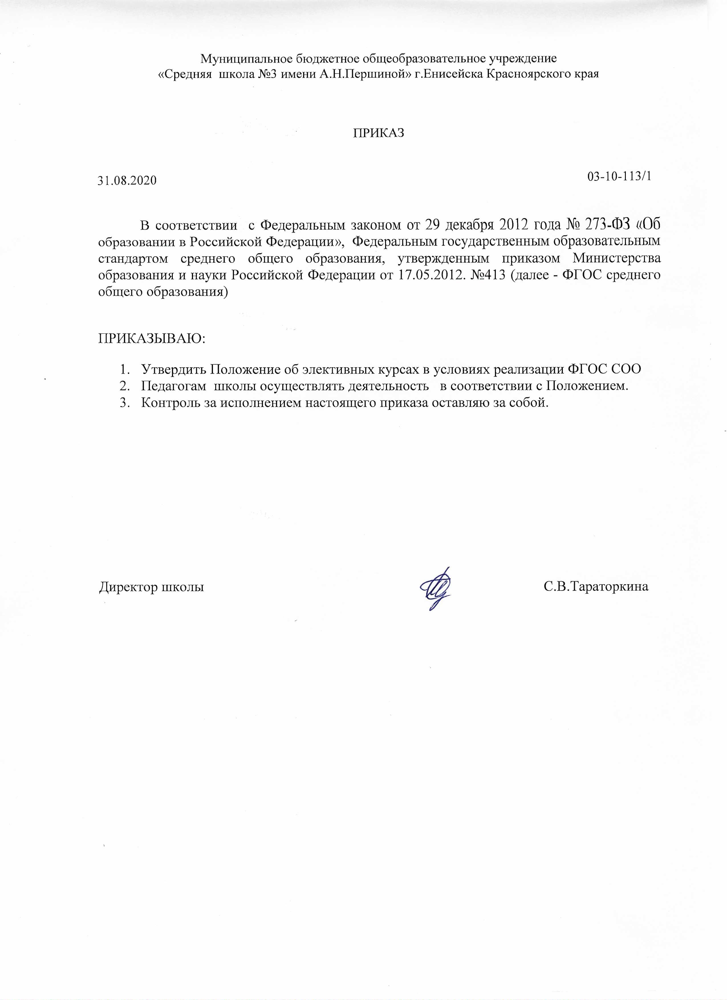 Муниципальное бюджетное общеобразовательное учреждение
«Средняя школа №3 имени А.Н.Першиной» г.Енисейска Красноярского края
ПРИКАЗ
31.08.2020 03-10-113/1
В соответствии с Федеральным законом от 29 декабря 2012 года № 273-ФЗ «Об
образовании в Российской Федерации», Федеральным государственным образовательным
стандартом среднего общего образования, утвержденным приказом Министерства
образования и науки Российской Федерации от 17.05.2012. №413 (далее - ФГОС среднего
общего образования)
ПРИКАЗЫВАЮ:
1. Утвердить Положение об элективных курсах в условиях реализации ФГОС СОО
2. Педагогам школы осуществлять деятельность в соответствии с Положением.
3. Контроль за исполнением настоящего приказа оставляю за собой.
Директор школы С.В.Тараторкина